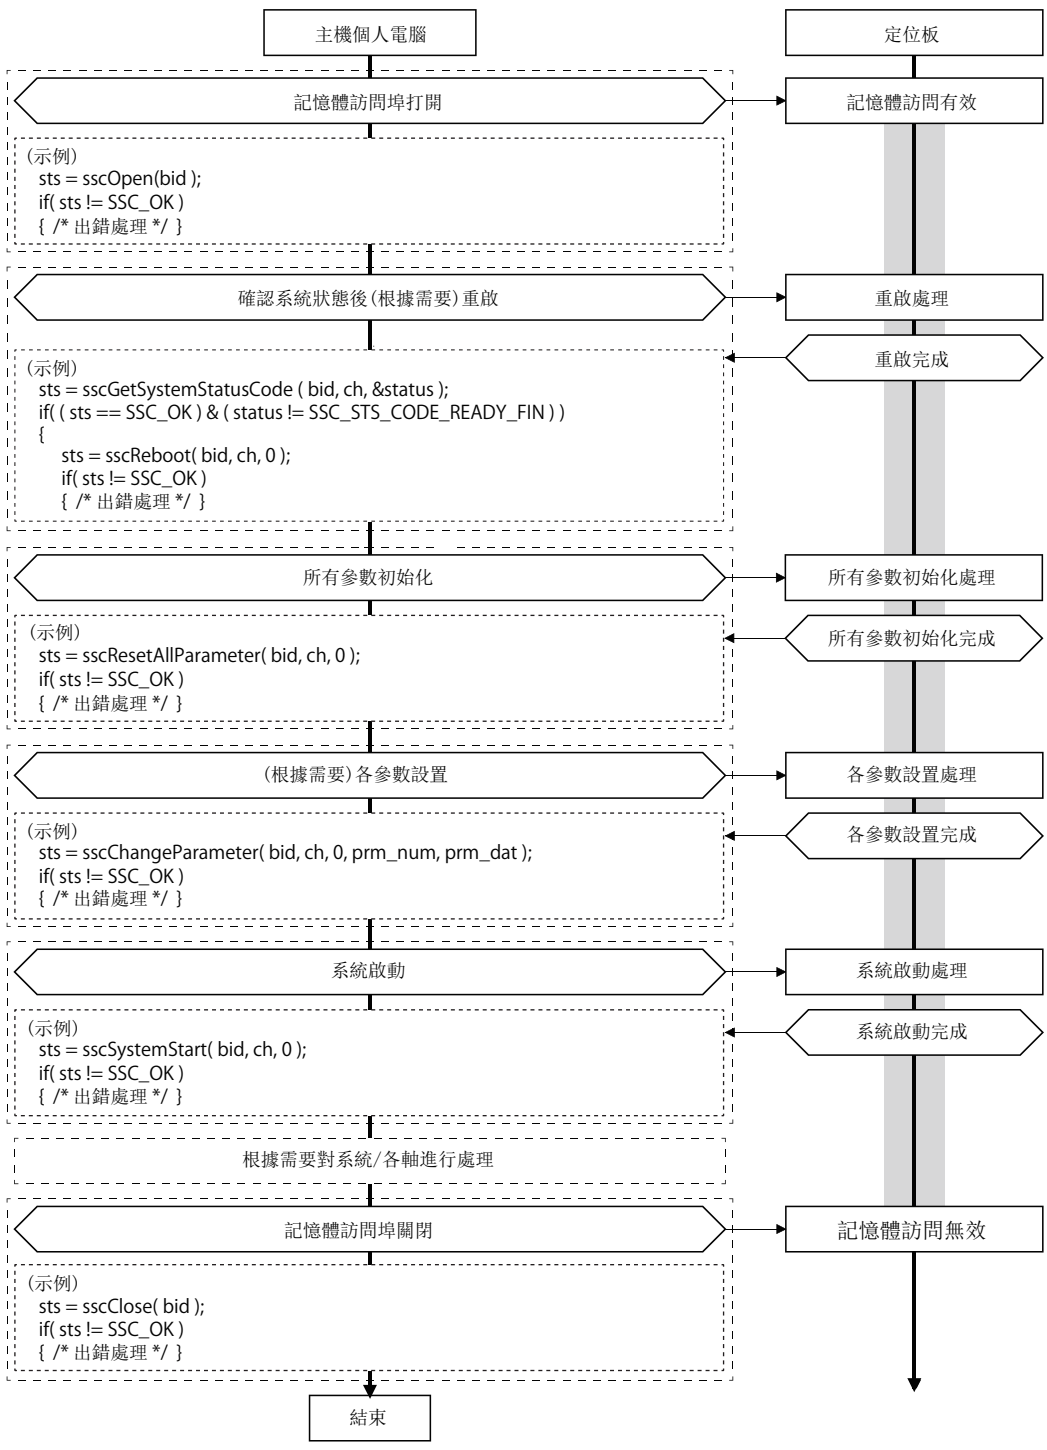 主機個人電腦
定位板
記憶體訪問埠打開
記憶體訪問有效
(示例)
sts = sscOpen(bid );
if( sts != SSC_OK )
{ /* 出錯處理 */ }
確認系統狀態後(根據需要)重啟
重啟處理
重啟完成
(示例)
sts = sscGetSystemStatusCode ( bid, ch, &status );
if( ( sts == SSC_OK ) & ( status != SSC_STS_CODE_READY_FIN ) )
{
sts = sscReboot( bid, ch, 0 );
if( sts != SSC_OK )
{ /* 出錯處理 */ }
所有參數初始化
所有參數初始化處理
所有參數初始化完成
(示例)
sts = sscResetAllParameter( bid, ch, 0 );
if( sts != SSC_OK )
{ /* 出錯處理 */ }
(根據需要)各參數設置
各參數設置處理
各參數設置完成
(示例)
sts = sscChangeParameter( bid, ch, 0, prm_num, prm_dat );
if( sts != SSC_OK )
{ /* 出錯處理 */ }
系統啟動
系統啟動處理
系統啟動完成
(示例)
sts = sscSystemStart( bid, ch, 0 );
if( sts != SSC_OK )
{ /* 出錯處理 */ }
根據需要對系統/各軸進行處理
記憶體訪問埠關閉
記憶體訪問無效
(示例)
sts = sscClose( bid );
if( sts != SSC_OK )
{ /* 出錯處理 */ }
結束